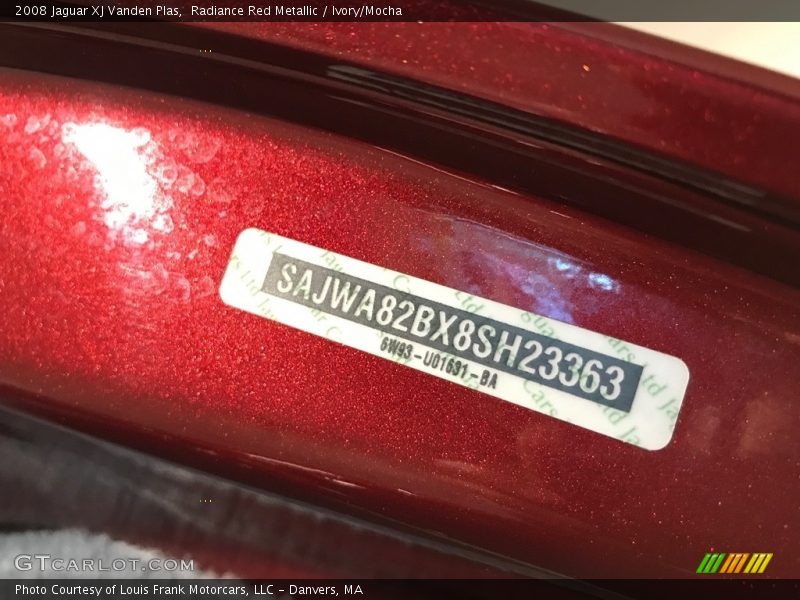 2008 Jaguar XJ Vanden Plas, Radiance Red Metallic / Ivory/Mocha
SAJWA82BX8SH23363
6W93-U01631-BA
GTCARLOT.COM
Photo Courtesy of Louis Frank Motorcars, LLC - Danvers, MA